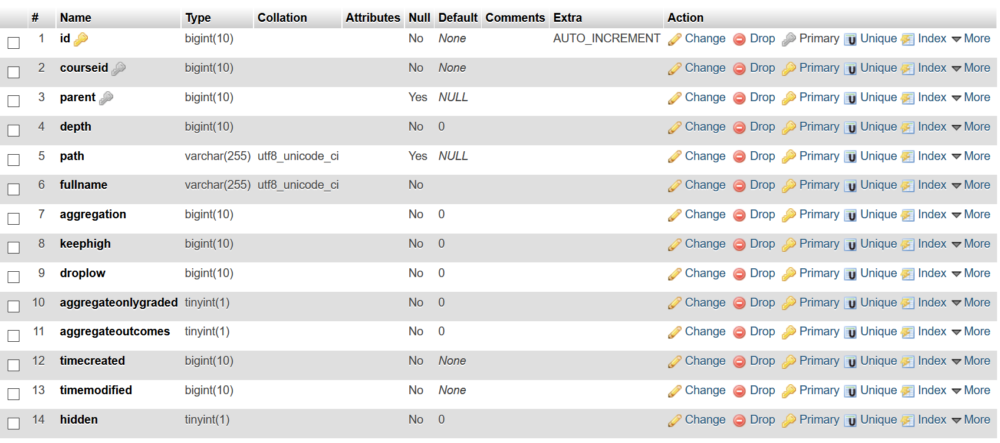 # Name Type Collation Attributes Null Default Comments Extra Action
1 id bigint(10) No None AUTO_INCREMENT Change Drop Primary Unique Index More
2 courseid bigint(10) No None Change Drop Primary Unique Index More
3 parent bigint(10) Yes NULL Change Drop Primary Unique Index More
4 depth bigint(10) No 0 Change Drop Primary Unique Index More
5 path varchar(255) utf8_unicode_ci Yes NULL Change Drop Primary Unique Index More
6 fullname varchar(255) utf8_unicode_ci No Change Drop Primary Unique Index More
7 aggregation bigint(10) No 0 Change Drop Primary Unique Index More
8 keephigh bigint(10) No 0 Change Drop Primary Unique Index More
9 droplow bigint(10) No 0 Change Drop Primary Unique Index More
10 aggregateonlygraded tinyint(1) No 0 Change Drop Primary Unique Index More
11 aggregateoutcomes tinyint(1) No 0 Change Drop Primary Unique Index More
12 timecreated bigint(10) No None Change Drop Primary Unique Index More
13 timemodified bigint(10) No None Change Drop Primary Unique Index More
14 hidden tinyint(1) No 0 Change Drop Primary Unique Index More